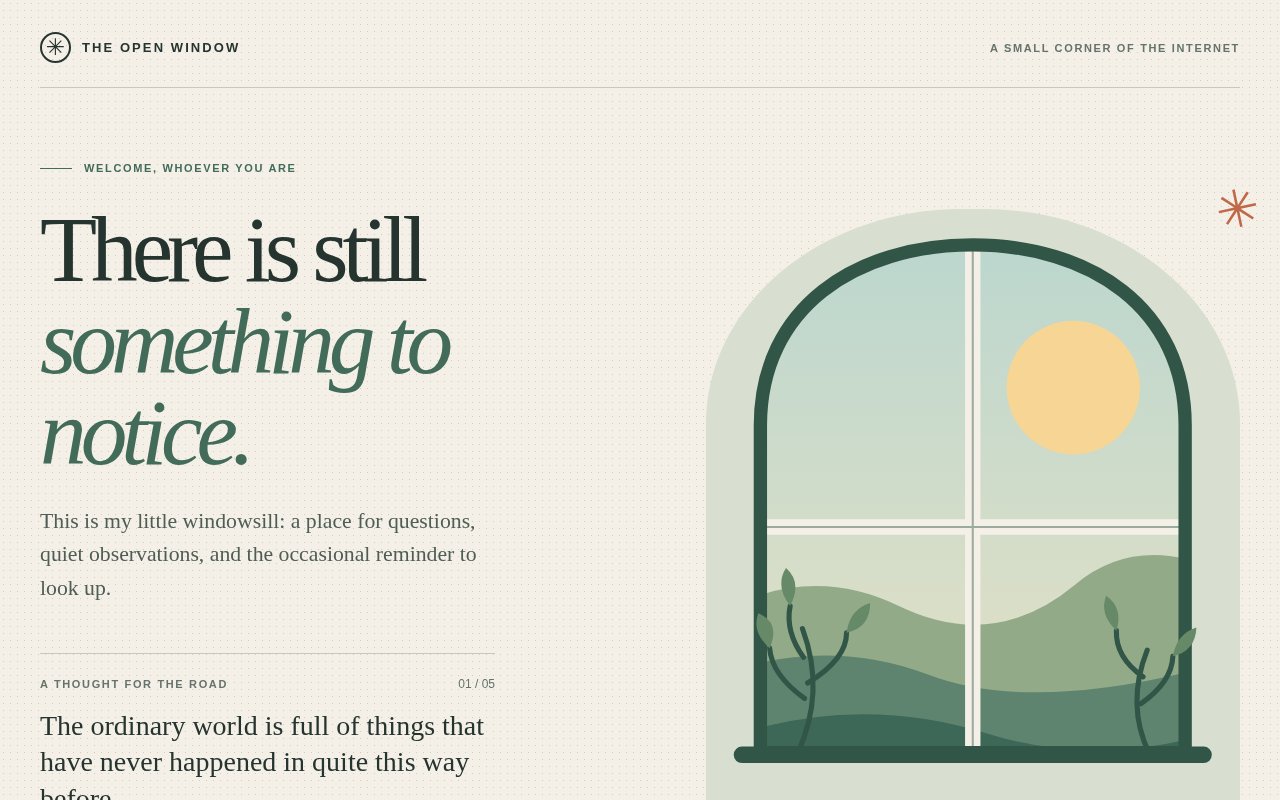 THE OPEN WINDOW
A SMALL CORNER OF THE INTERNET
WELCOME, WHOEVER YOU ARE
There is still
something to
notice.
This is my little windowsill: a place for questions,
quiet observations, and the occasional reminder to
look up.
A THOUGHT FOR THE ROAD
01 / 05
The ordinary world is full of things that
have never happened in quite this way
before.